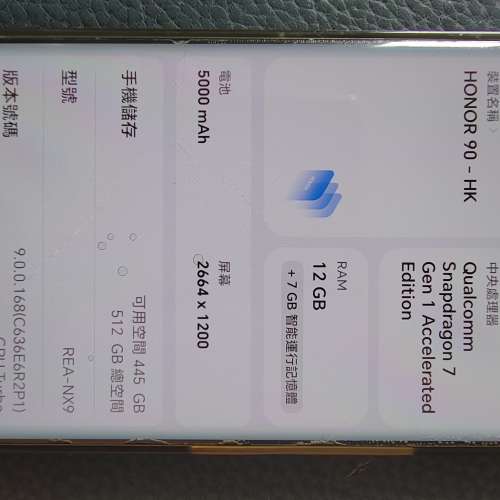 裝置名稱 >
HONOR 90 - HK
中央處理器
Qualcomm
Snapdragon 7
Gen 1 Accelerated
Edition
RAM
12 GB
+ 7 GB 智能運行記憶體
電池
5000 mAh
屏幕
2664 x 1200
手機儲存
可用空間 445 GB
512 GB 總空間
型號
REA-NX9
版本號碼
9.0.0.168(C636E6R2P1)
GPU Turbo